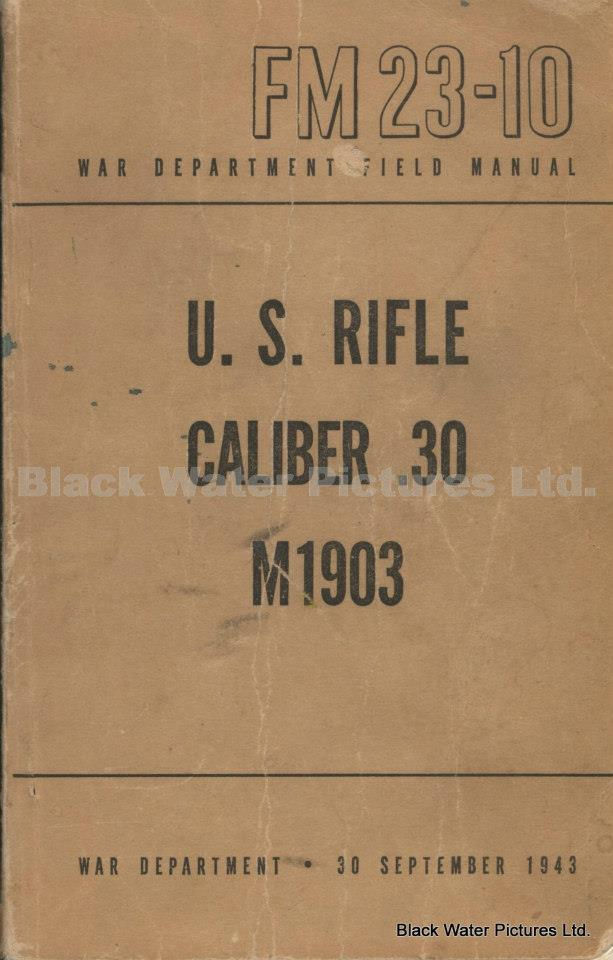 FM 23-10
WAR DEPARTMENT FIELD MANUAL
U. S. RIFLE
CALIBER .30
Black Water Pictures Ltd.
M1903
WAR DEPARTMENT • 30 SEPTEMBER 1943
Black Water Pictures Ltd.